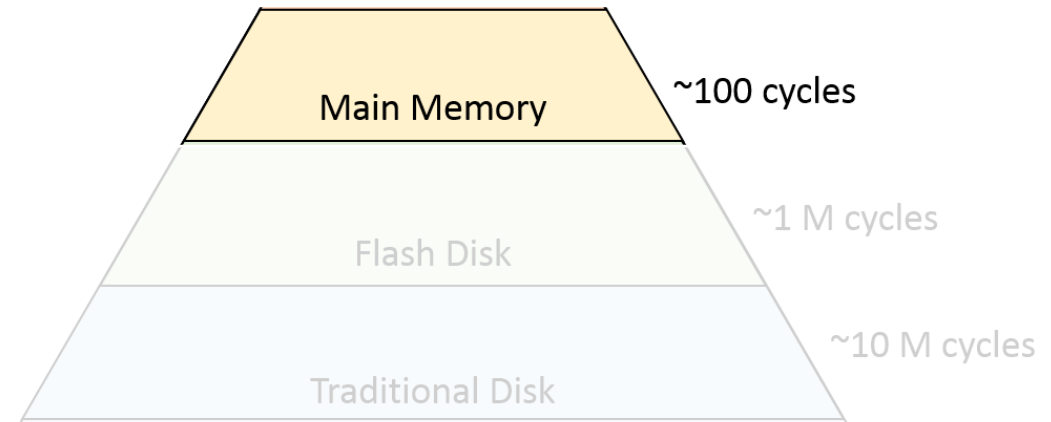 Main Memory
~100 cycles
Flash Disk
~1 M cycles
Traditional Disk
~10 M cycles